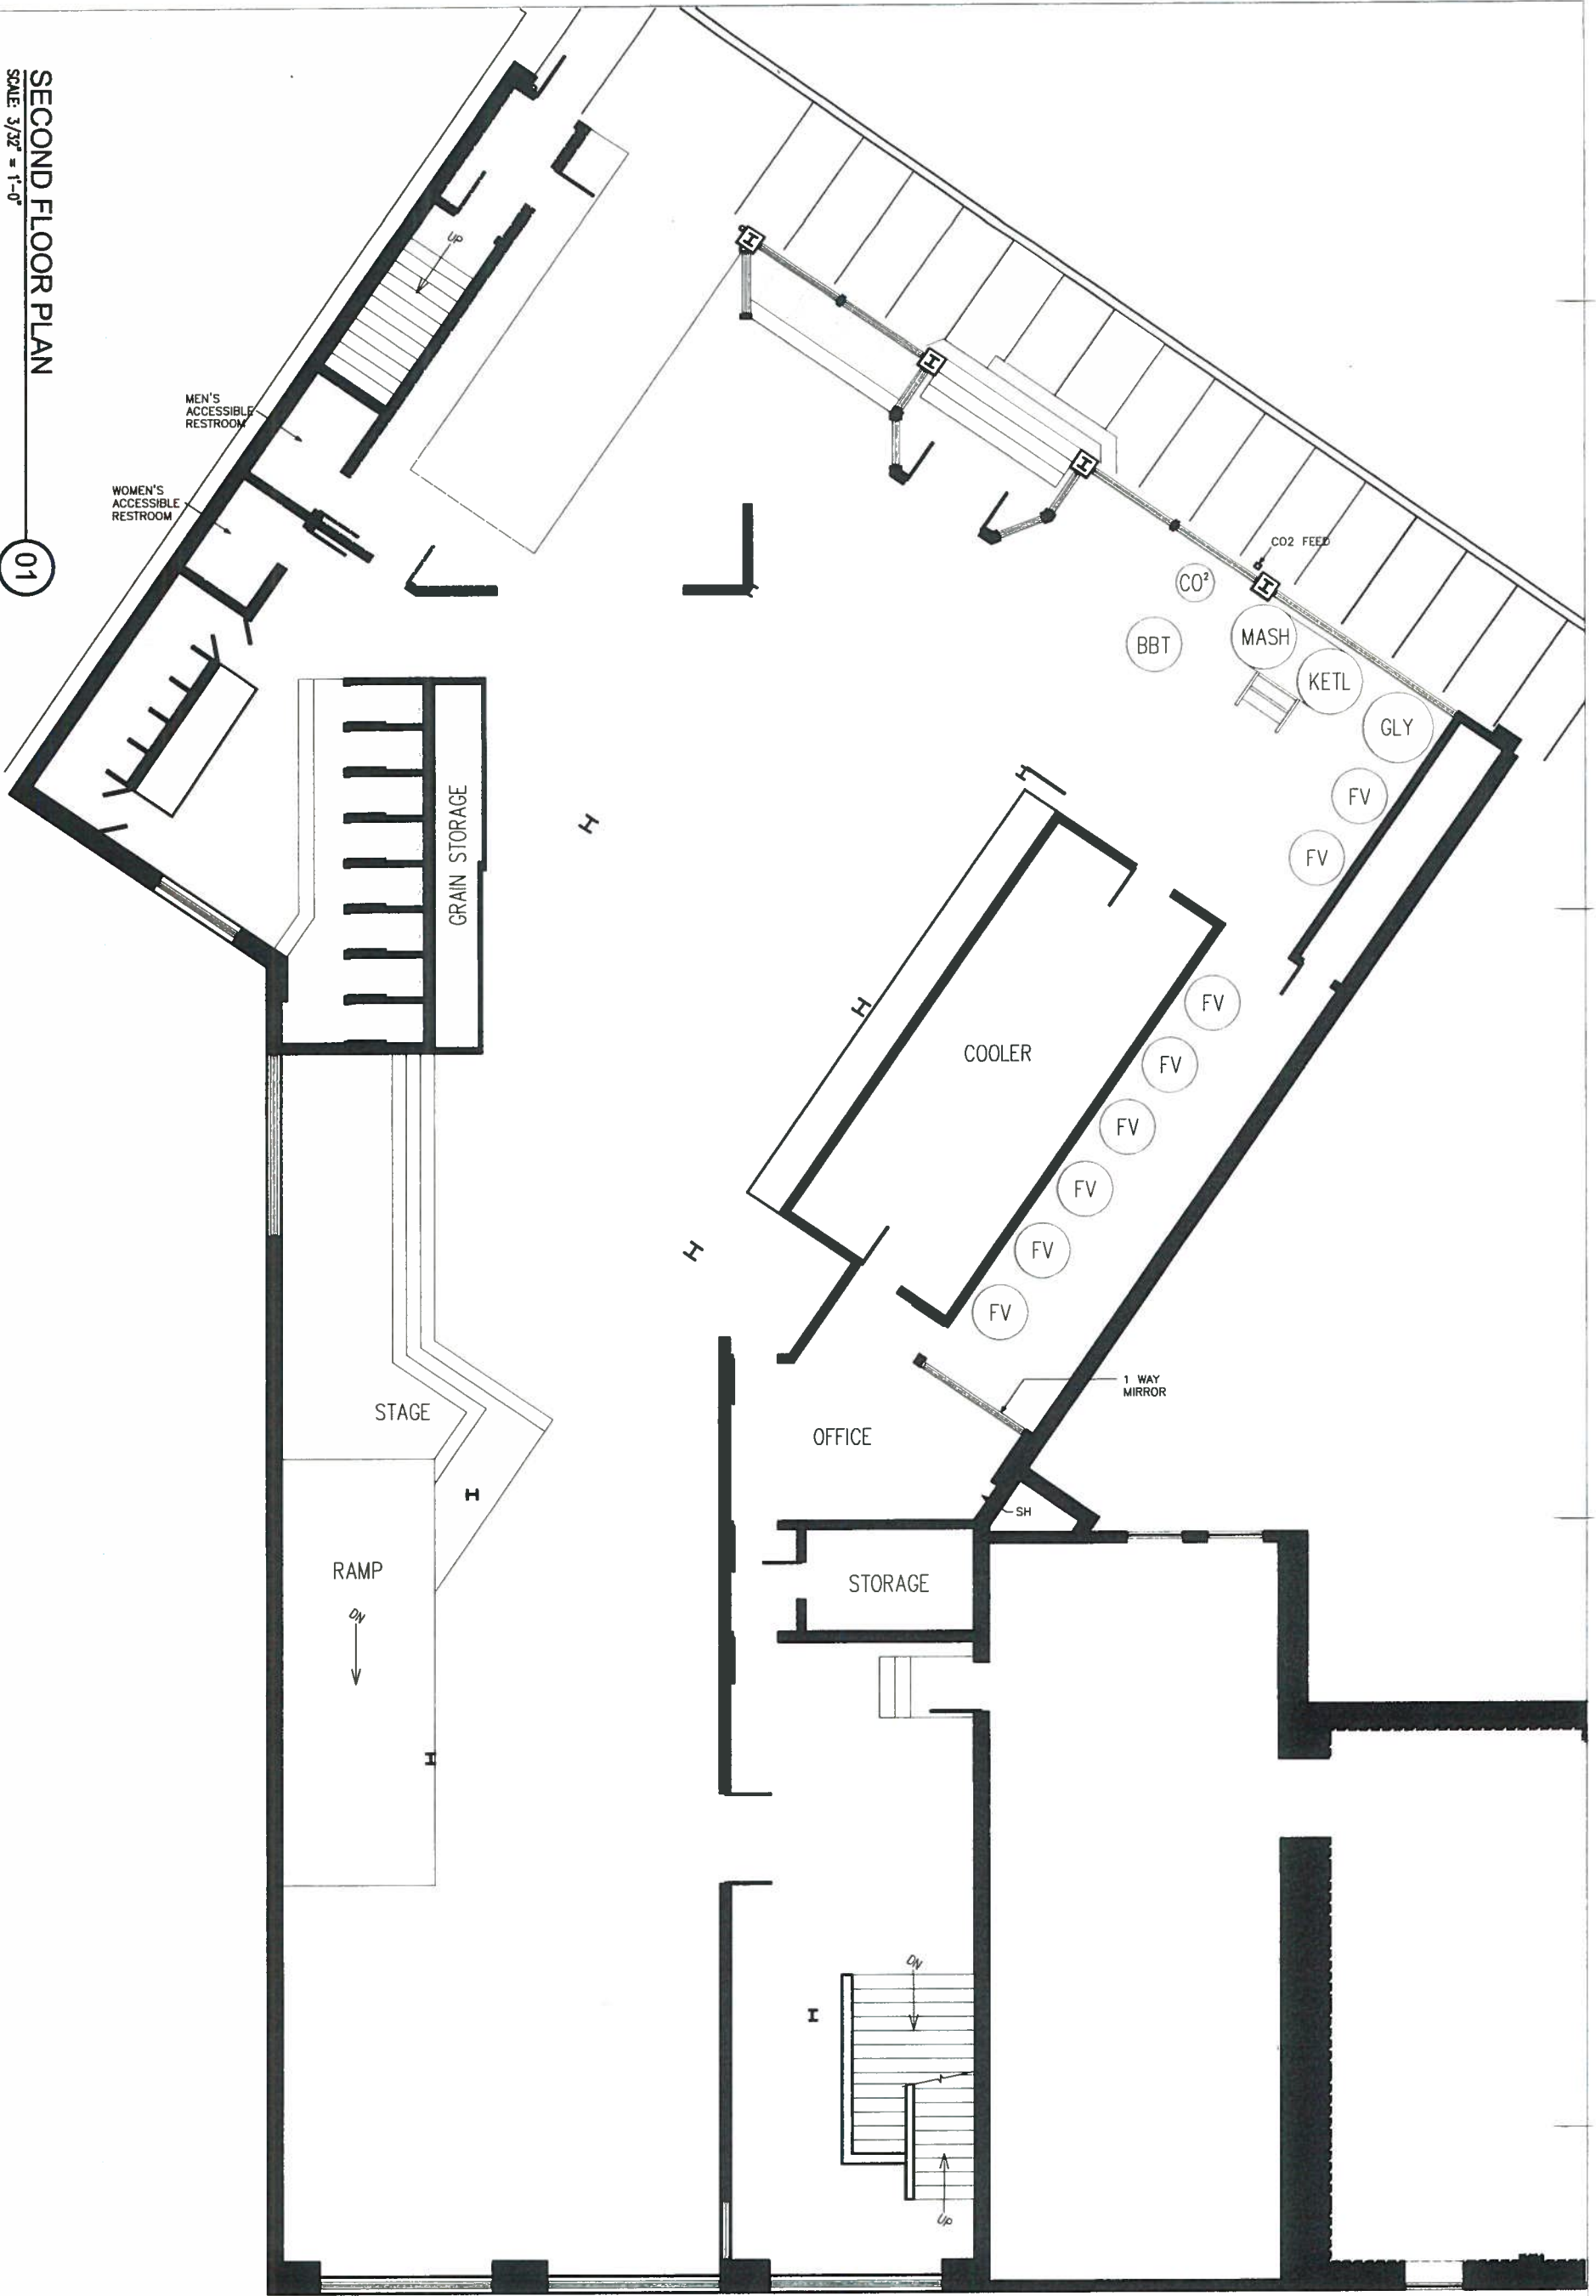 SECOND FLOOR PLAN
SCALE: 3/32" = 1'-0"
01
UP
MEN'S
ACCESSIBLE
RESTROOM
WOMEN'S
ACCESSIBLE
RESTROOM
CO2 FEED
CO²
BBT
MASH
KETL
GLY
FV
FV
GRAIN STORAGE
COOLER
FV
FV
FV
FV
FV
FV
1 WAY
MIRROR
STAGE
OFFICE
SH
RAMP
DN
STORAGE
DN
UP